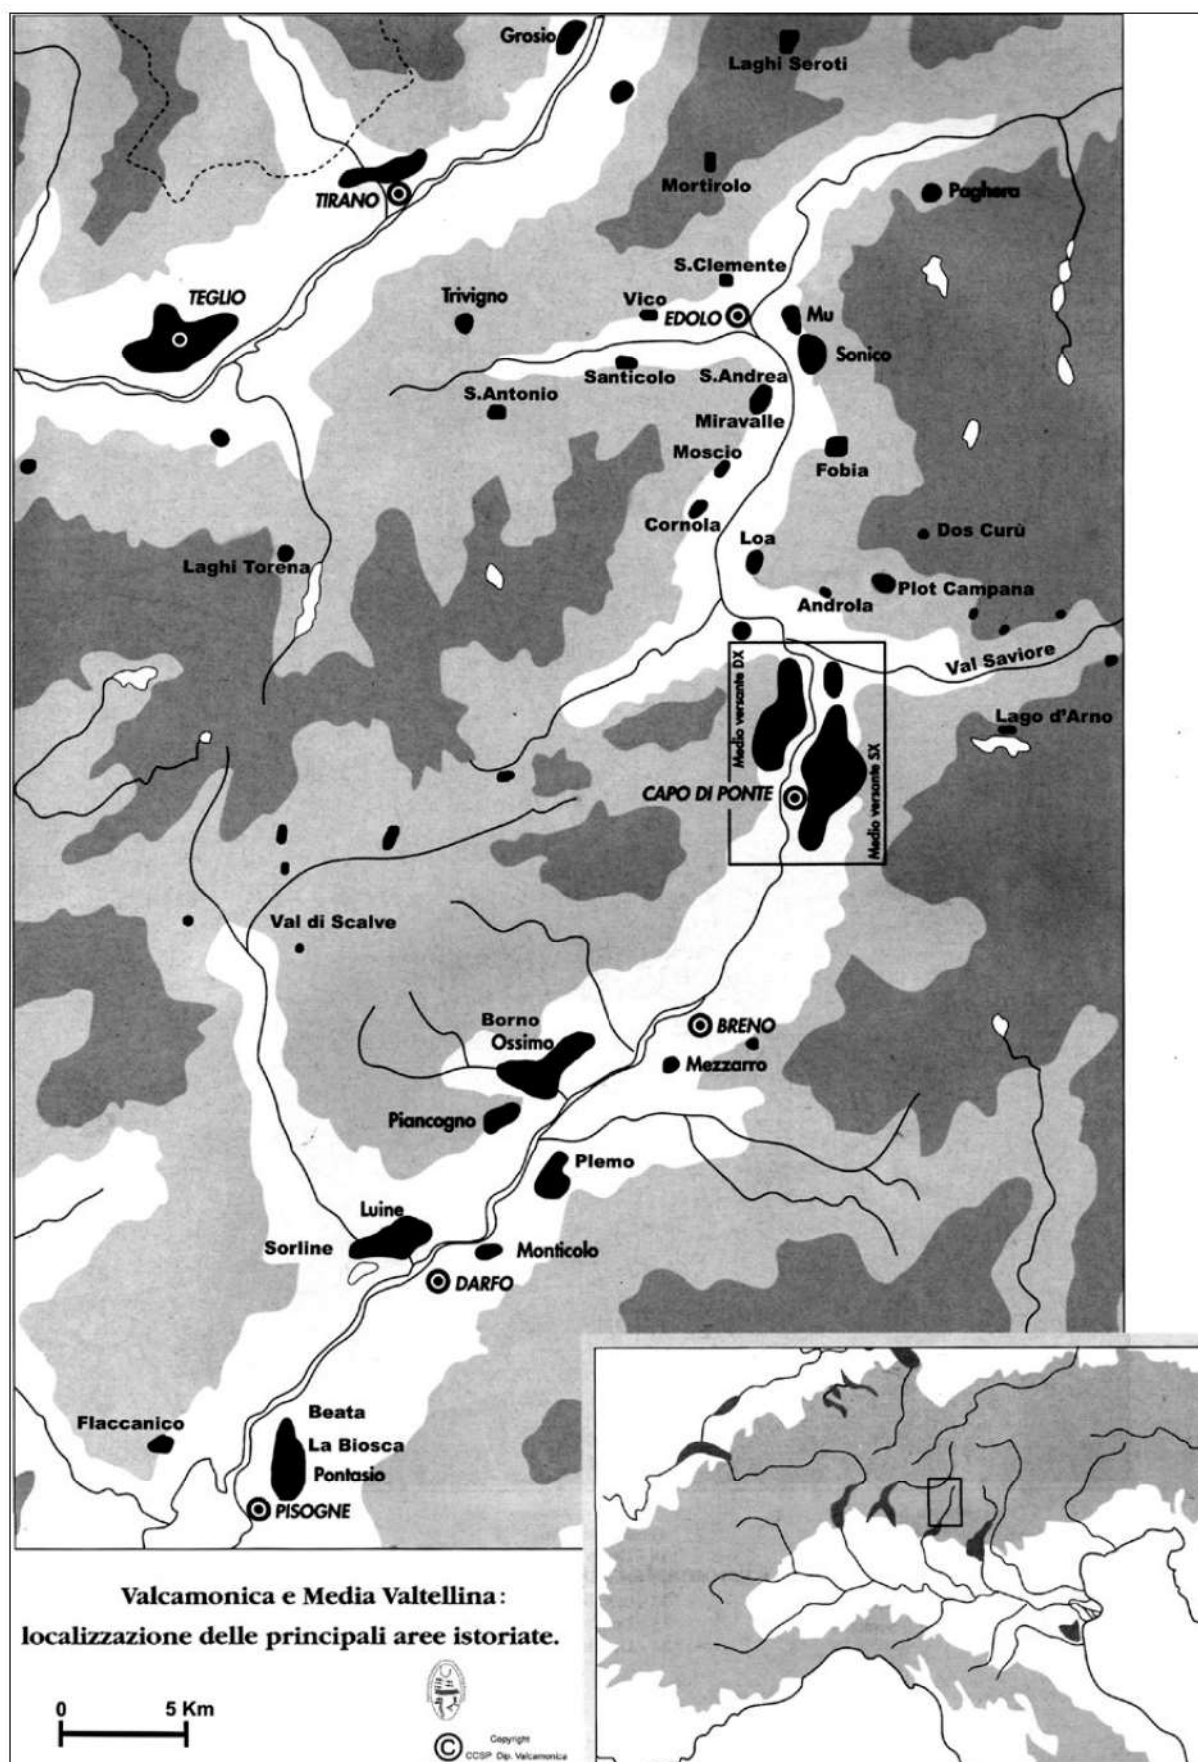 Grosio
Laghi Seroti
Mortirolo
Paghera
TIRANO
S.Clemente
TEGLIO
Trivigno
Vico
EDOLO
Mu
Sonico
Santicolo
S.Andrea
S.Antonio
Miravalle
Moscio
Fobia
Cornola
Dos Curù
Loa
Laghi Torena
Plot Campana
Androla
Val Saviore
Medio versante DX
Lago d'Arno
CAPO DI PONTE
Medio versante SX
Val di Scalve
Borno
Ossimo
BRENO
Mezzarro
Piancogno
Plemo
Luine
Sorline
Monticolo
DARFO
Flaccanico
Beata
La Biosca
Pontasio
PISOGNE
Valcamonica e Media Valtellina:
localizzazione delle principali aree istoriate.
0 5 Km
© Copyright
CCSP Dip. Valcamonica